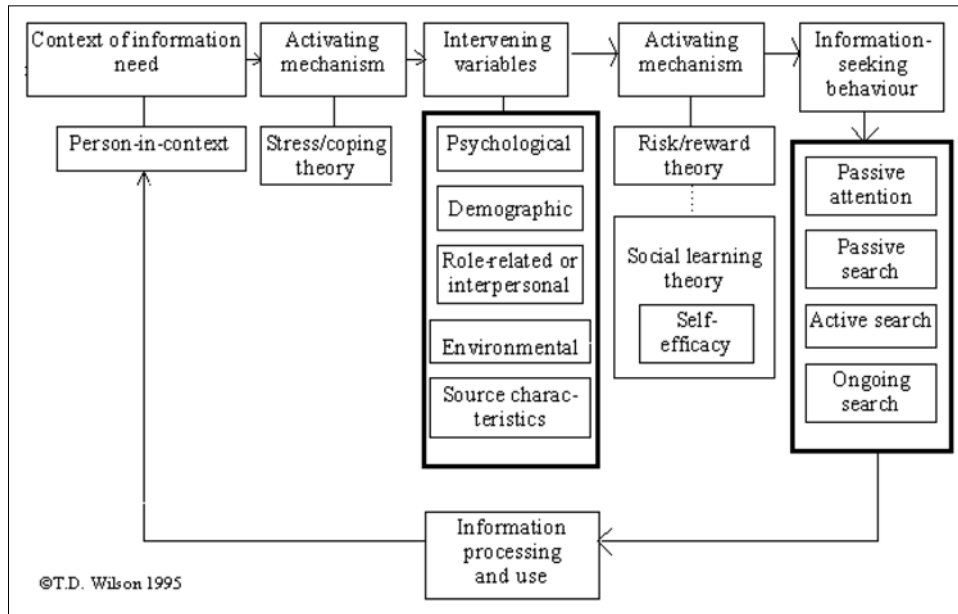 Context of information
need
Activating
mechanism
Intervening
variables
Activating
mechanism
Information-
seeking
behaviour
Person-in-context
Stress/coping
theory
Psychological
Demographic
Role-related or
interpersonal
Environmental
Source charac-
teristics
Risk/reward
theory
Social learning
theory
Self-
efficacy
Passive
attention
Passive
search
Active search
Ongoing
search
Information
processing
and use
©T.D. Wilson 1995